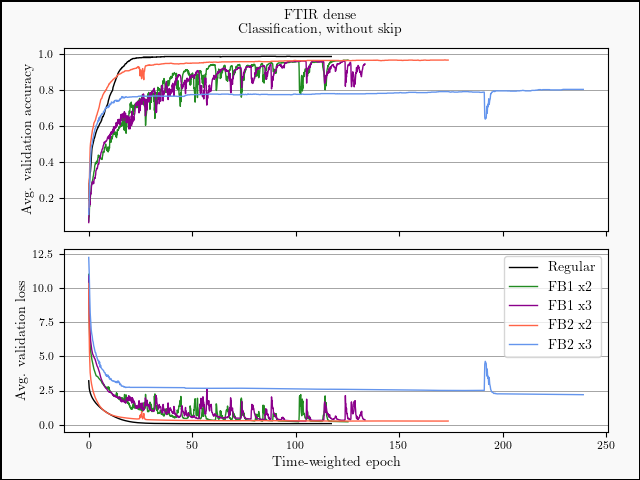 FTIR dense
Classification, without skip
1.0
0.8
0.6
0.4
0.2
Avg. validation accuracy
12.5
10.0
7.5
5.0
2.5
0.0
Avg. validation loss
Regular
FB1 x2
FB1 x3
FB2 x2
FB2 x3
0
50
100
150
200
250
Time-weighted epoch